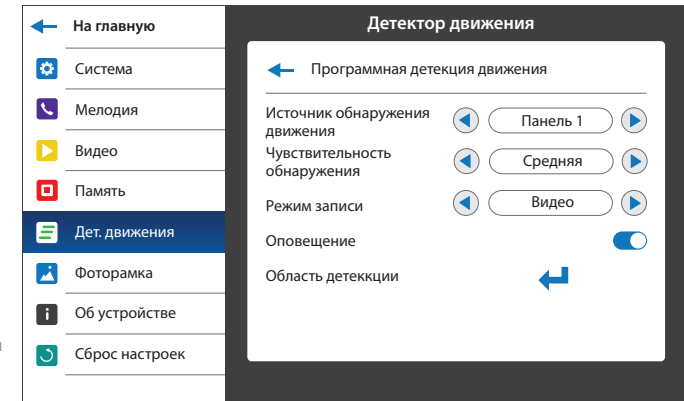 На главную
Система
Мелодия
Видео
Память
Дет. движения
Фоторамка
Об устройстве
Сброс настроек
Детектор движения
Программная детекция движения
Источник обнаружения
движения
Панель 1
Чувствительность
обнаружения
Средняя
Режим записи
Видео
Оповещение
Область детеккции